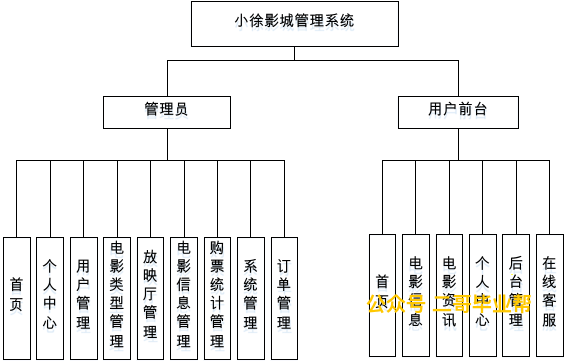 小徐影城管理系统
管理员
用户前台
首页
个人中心
用户管理
电影类型管理
放映厅管理
电影信息管理
购票统计管理
系统管理
订单管理
首页
电影信息
电影资讯
个人中心
后台管理
在线客服
公众号 二哥毕业帮